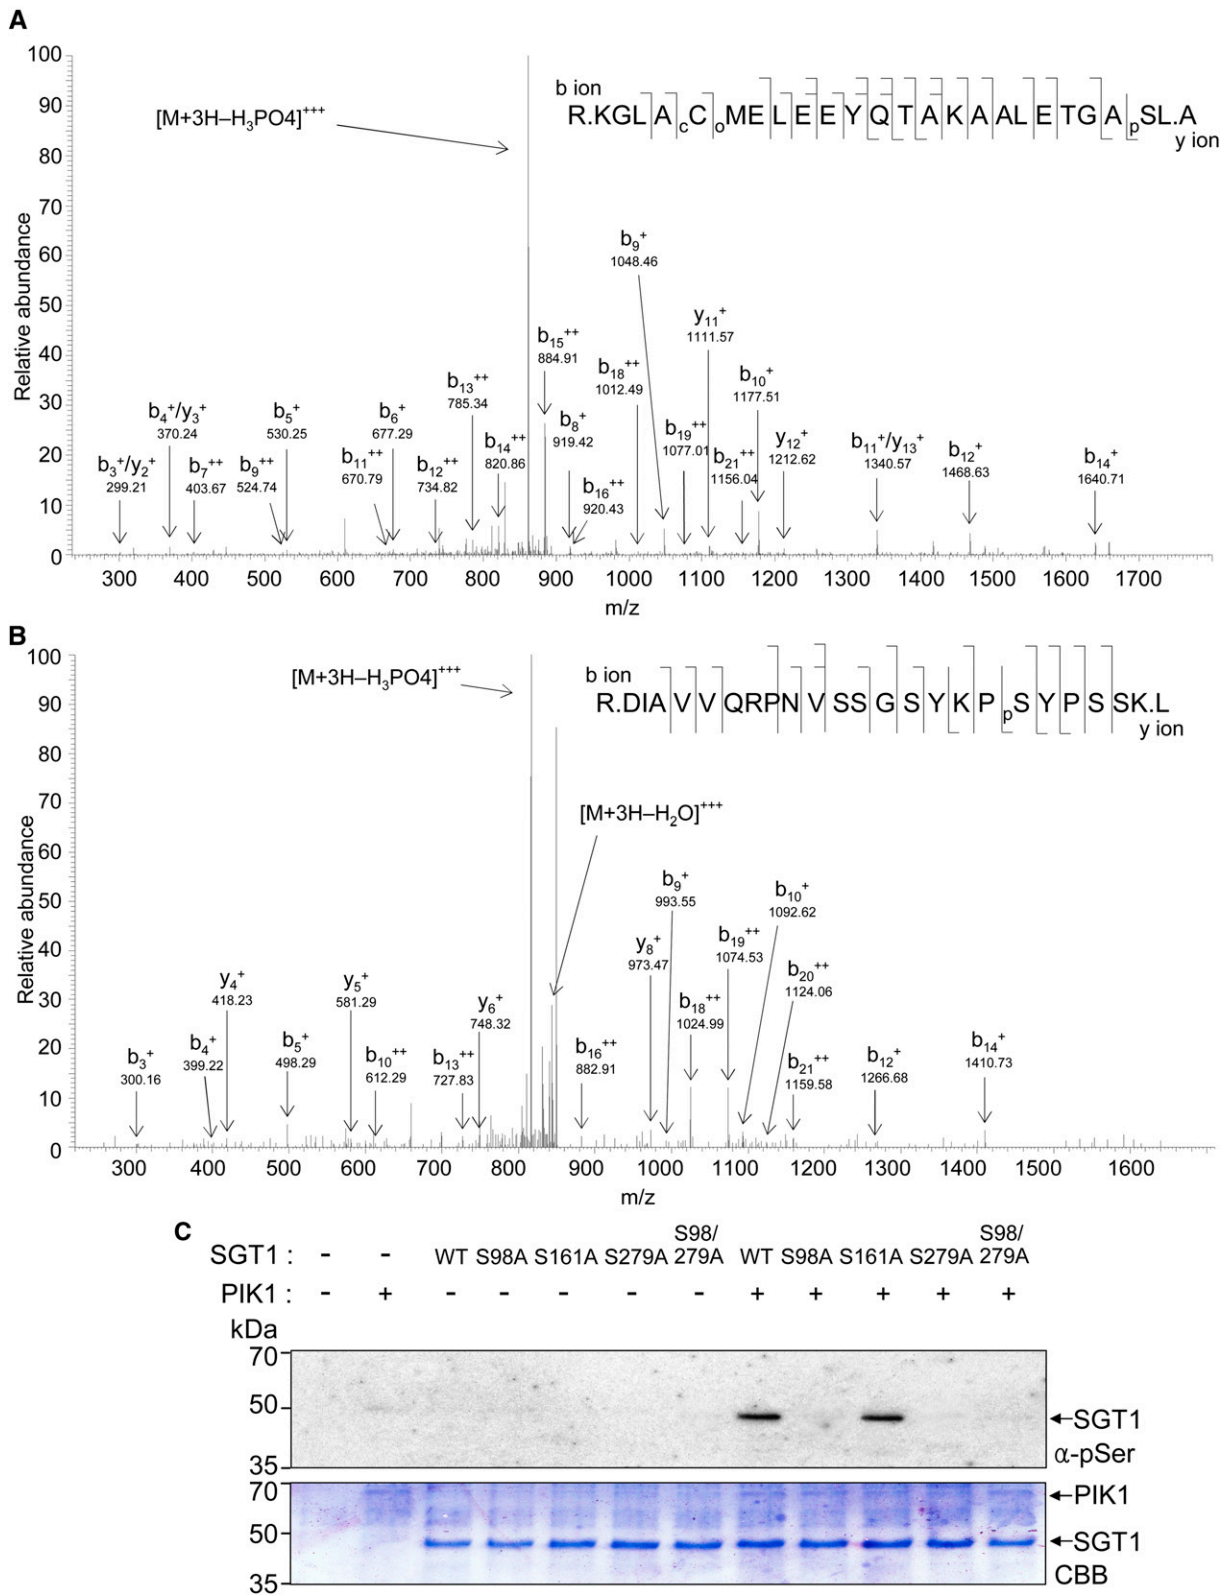 A
[M+3H–H3PO4]+++
b ion
R.KGLAcCoMELEEYQTAKAALETGApSL.A
y ion
Relative abundance
100
90
80
70
60
50
40
30
20
10
0
b3+/y2+
299.21
b4+/y3+
370.24
b7++
403.67
b9++
524.74
b5+
530.25
b11++
670.79
b6+
677.29
b12++
734.82
b13++
785.34
b14++
820.86
b15++
884.91
b8+
919.42
b16++
920.43
b18++
1012.49
b9+
1048.46
b19++
1077.01
y11+
1111.57
b21++
1156.04
b10+
1177.51
y12+
1212.62
b11+/y13+
1340.57
b12+
1468.63
b14+
1640.71
300 400 500 600 700 800 900 1000 1100 1200 1300 1400 1500 1600 1700
m/z
B
[M+3H–H3PO4]+++
b ion
R.DIAVVQRPNVSSGSYKPpSYPSSK.L
y ion
[M+3H–H2O]+++
Relative abundance
100
90
80
70
60
50
40
30
20
10
0
b3+
300.16
b4+
399.22
y4+
418.23
b5+
498.29
y5+
581.29
b10++
612.29
b13++
727.83
y6+
748.32
b16++
882.91
y8+
973.47
b9+
993.55
b18++
1024.99
b19++
1074.53
b10+
1092.62
b20++
1124.06
b21++
1159.58
b12+
1266.68
b14+
1410.73
300 400 500 600 700 800 900 1000 1100 1200 1300 1400 1500 1600
m/z
C
SGT1 : - - WT S98A S161A S279A S98/279A WT S98A S161A S279A S98/279A
PIK1 : - + - - - - - + + + + +
kDa
70
50
35
SGT1
α-pSer
70
50
35
PIK1
SGT1
CBB